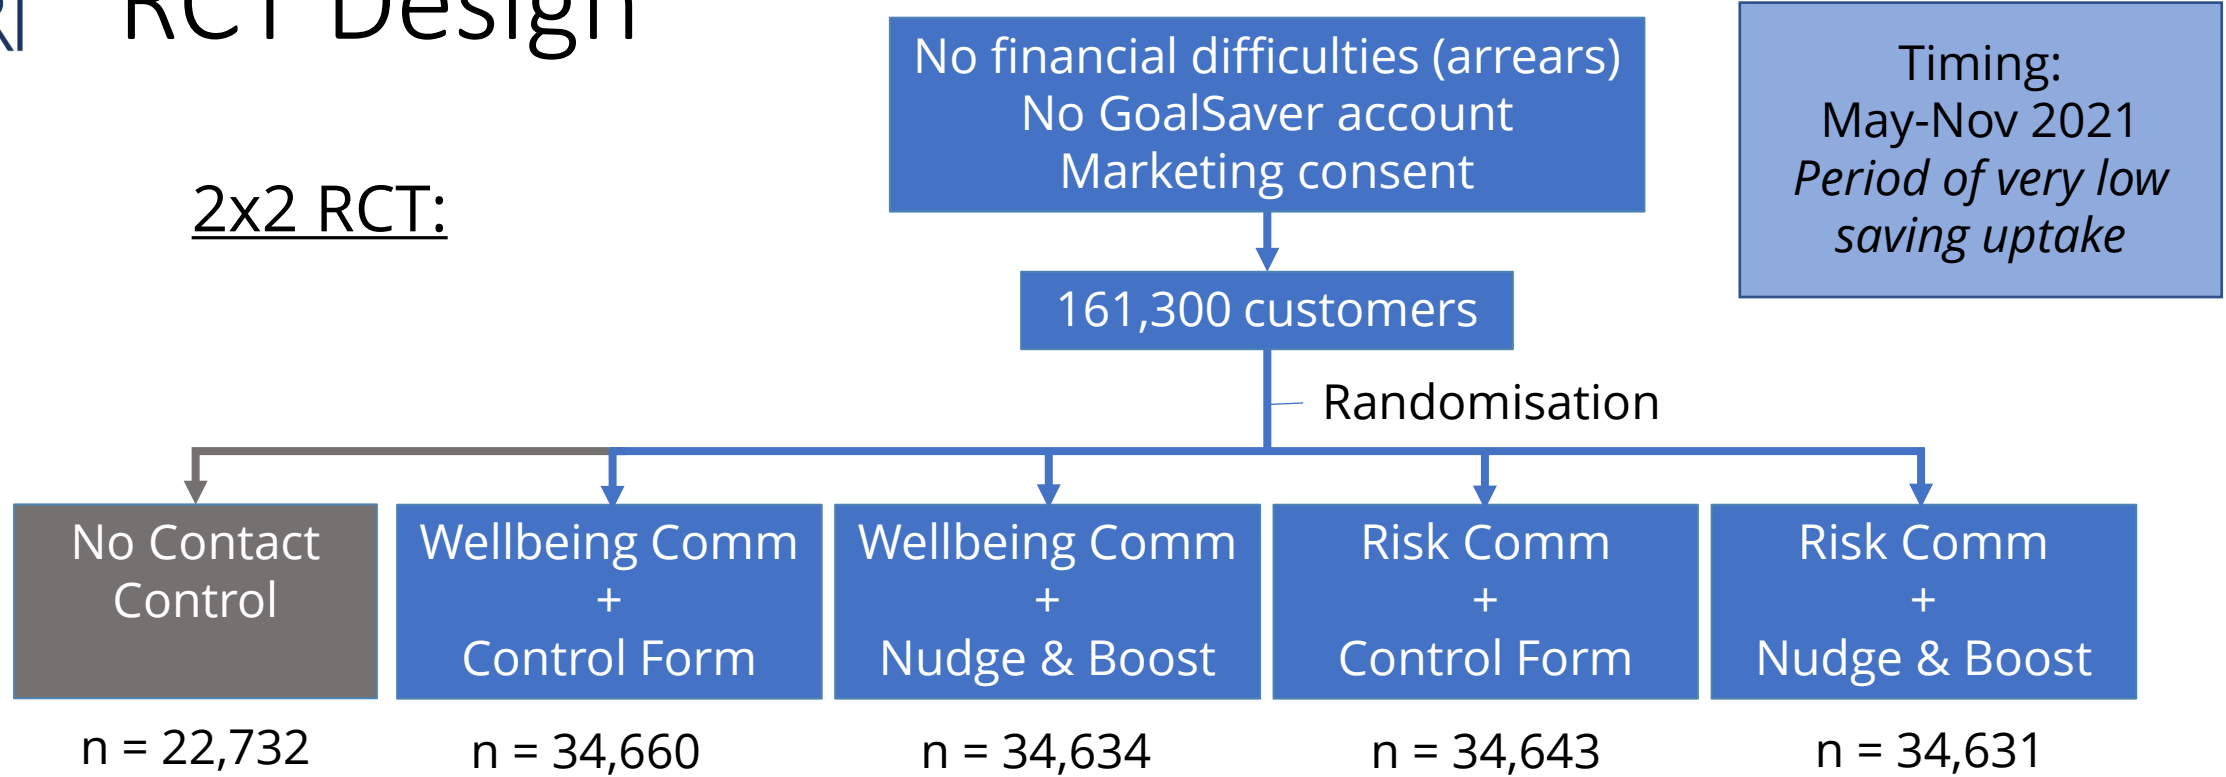 RCT Design
No financial difficulties (arrears)
No GoalSaver account
Marketing consent
Timing:
May-Nov 2021
Period of very low
saving uptake
2x2 RCT:
161,300 customers
Randomisation
No Contact
Control
Wellbeing Comm
+
Control Form
Wellbeing Comm
+
Nudge & Boost
Risk Comm
+
Control Form
Risk Comm
+
Nudge & Boost
n = 22,732
n = 34,660
n = 34,634
n = 34,643
n = 34,631